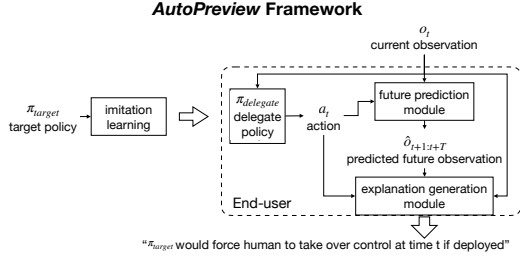 AutoPreview Framework
o_t
current observation
π_target
target policy
imitation
learning
π_delegate
delegate
policy
a_t
action
future prediction
module
ô_{t+1:t+T}
predicted future observation
explanation generation
module
End-user
“π_target would force human to take over control at time t if deployed”